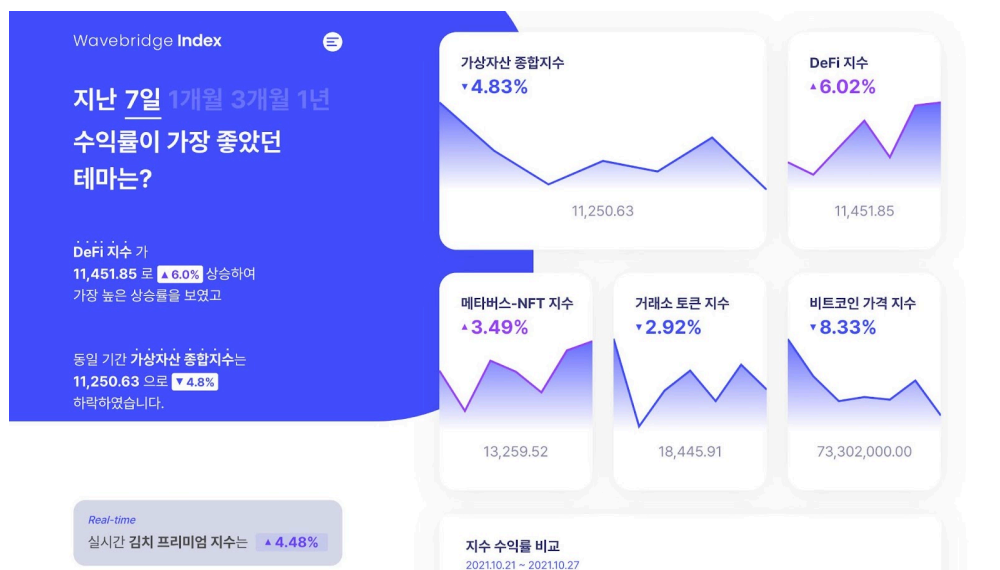 Wavebridge Index
지난 7일 1개월 3개월 1년
수익률이 가장 좋았던
테마는?
DeFi 지수 가
11,451.85 로 ▲6.0% 상승하여
가장 높은 상승률을 보였고
동일 기간 가상자산 종합지수는
11,250.63 으로 ▼4.8%
하락하였습니다.
Real-time
실시간 김치 프리미엄 지수는 ▲4.48%
가상자산 종합지수
▼4.83%
11,250.63
DeFi 지수
▲6.02%
11,451.85
메타버스-NFT 지수
▲3.49%
13,259.52
거래소 토큰 지수
▼2.92%
18,445.91
비트코인 가격 지수
▼8.33%
73,302,000.00
지수 수익률 비교
2021.10.21 ~ 2021.10.27